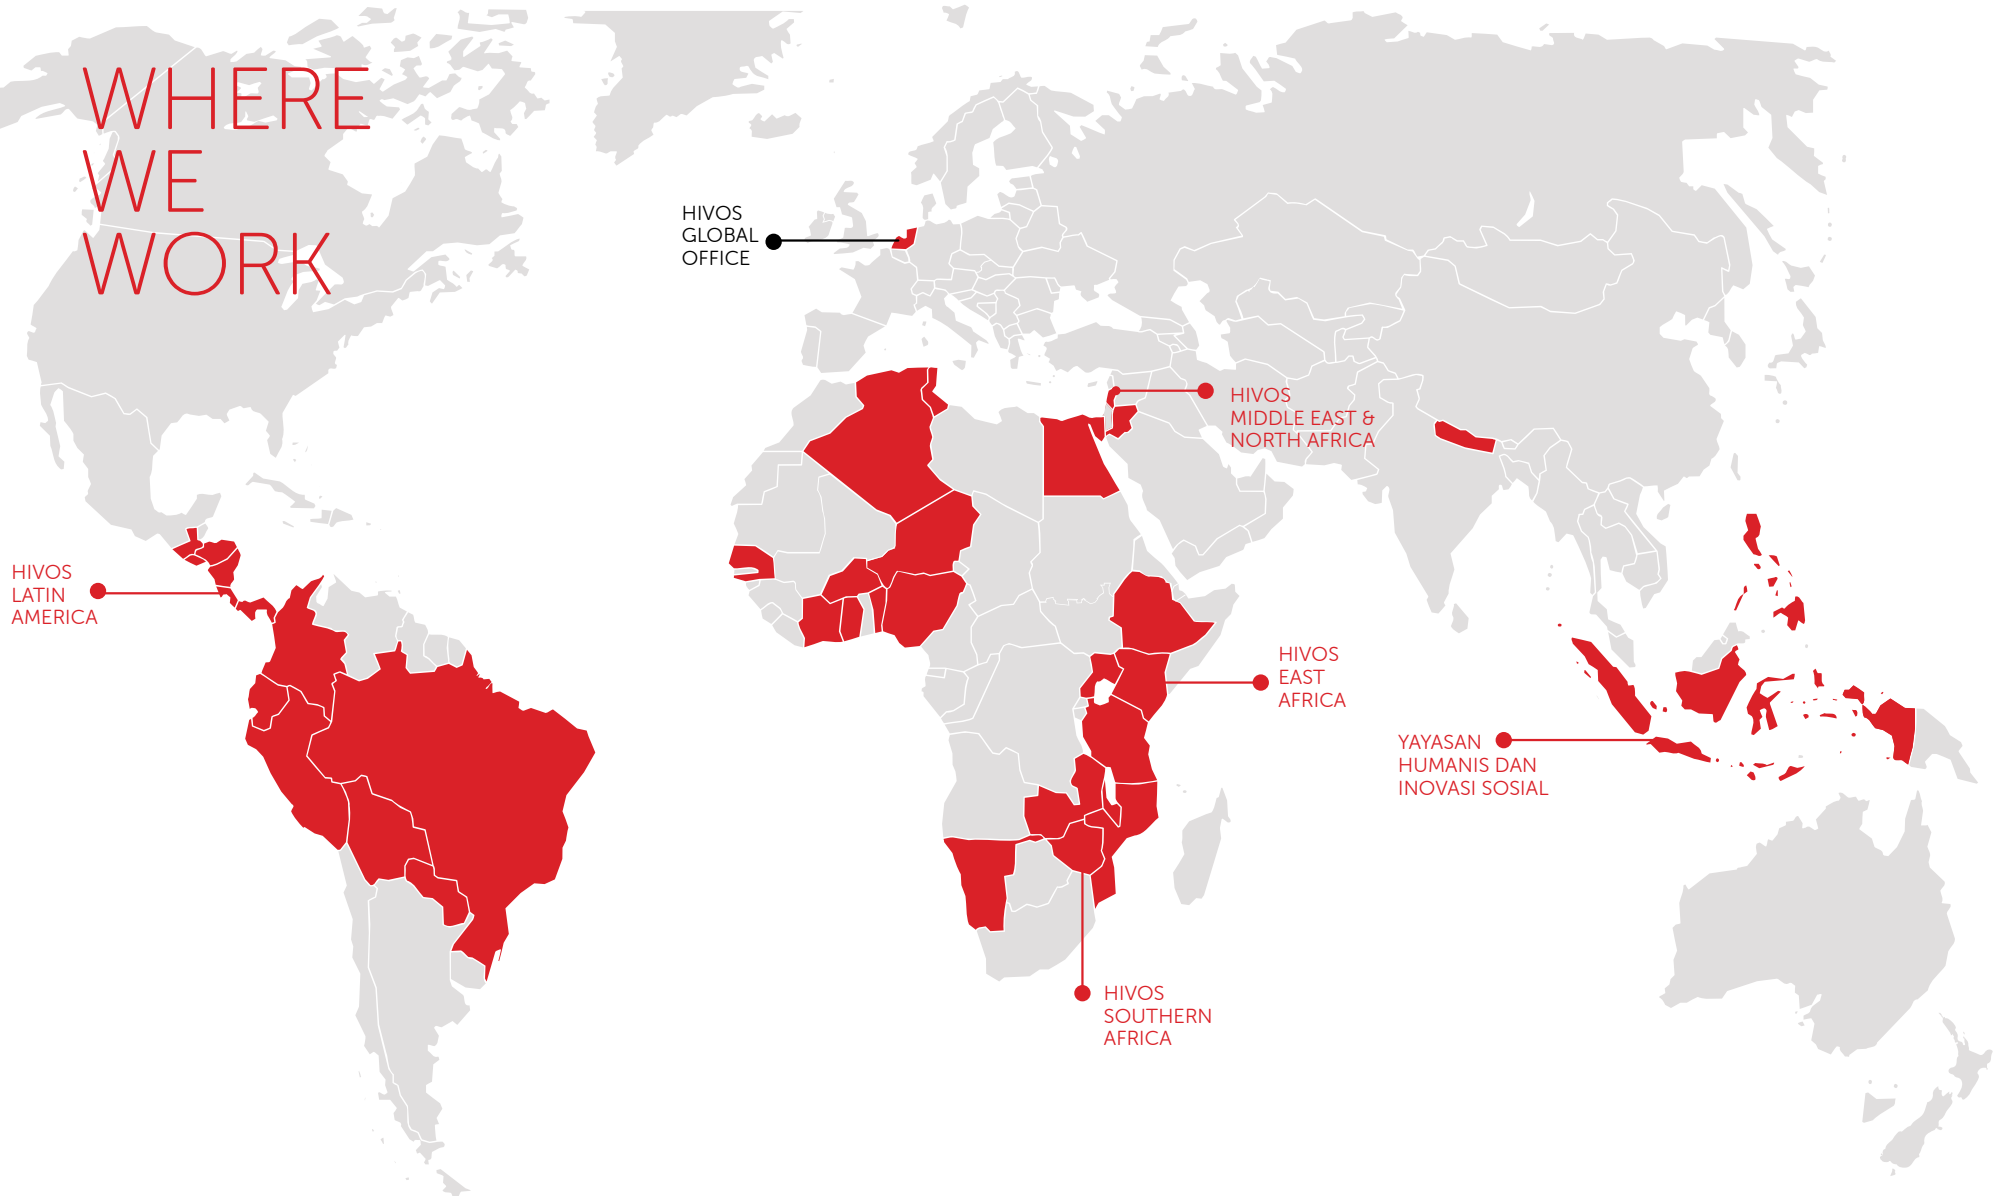 WHERE
WE
WORK
HIVOS
GLOBAL
OFFICE
HIVOS
MIDDLE EAST &
NORTH AFRICA
HIVOS
LATIN
AMERICA
HIVOS
EAST
AFRICA
YAYASAN
HUMANIS DAN
INOVASI SOSIAL
HIVOS
SOUTHERN
AFRICA